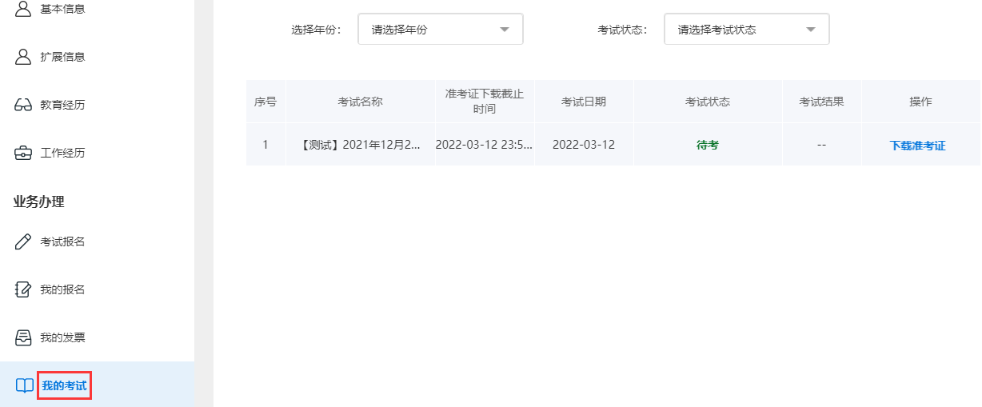 基本信息
扩展信息
教育经历
工作经历
业务办理
考试报名
我的报名
我的发票
我的考试
选择年份： 请选择年份 考试状态： 请选择考试状态
序号 考试名称 准考证下载截止时间 考试日期 考试状态 考试结果 操作
1 【测试】2021年12月2... 2022-03-12 23:5... 2022-03-12 待考 -- 下载准考证